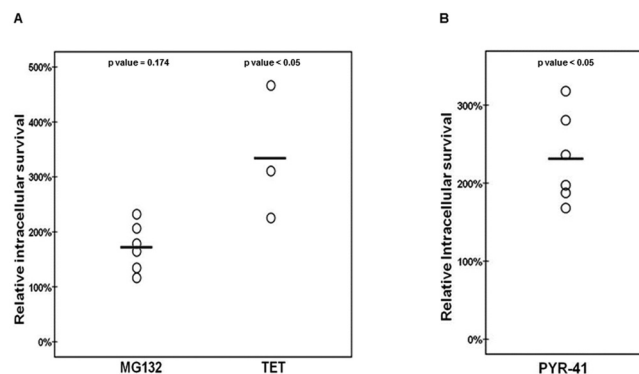 A
B
p value = 0.174
p value < 0.05
p value < 0.05
500%
400%
300%
200%
100%
0%
Relative intracellular survival
MG132
TET
300%
200%
100%
0%
Relative Intracellular survival
PYR-41